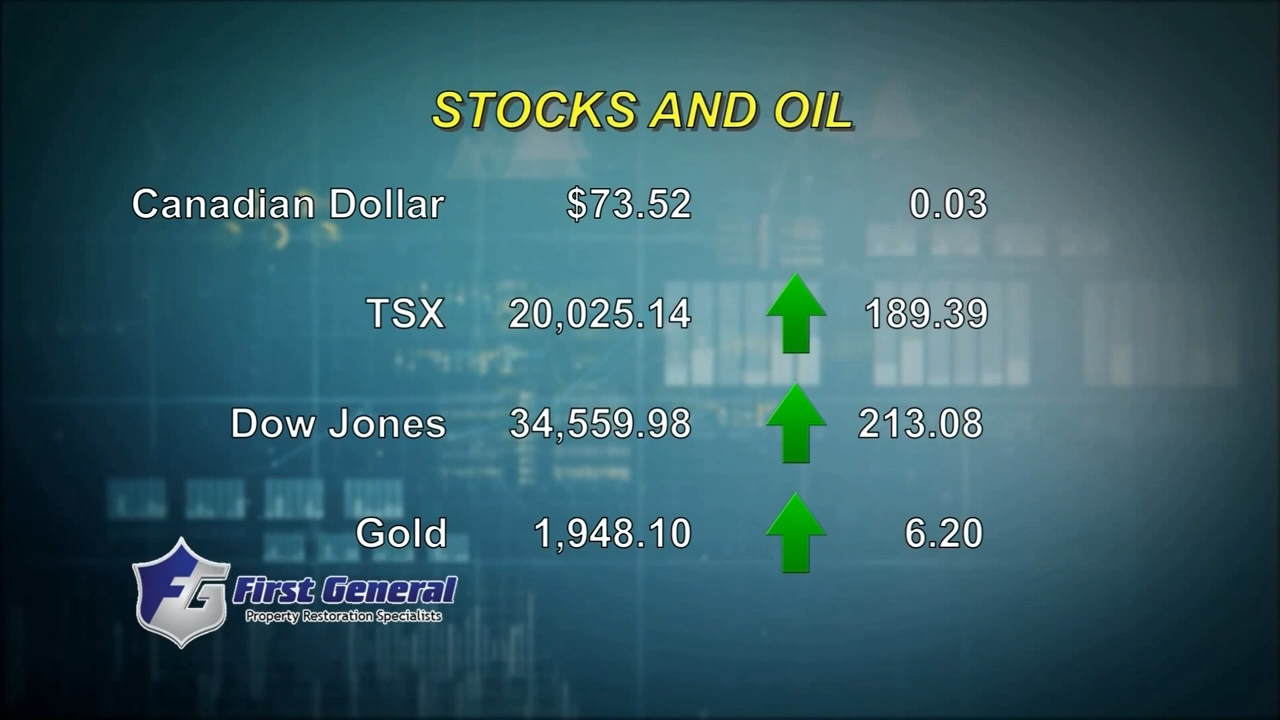 STOCKS AND OIL
Canadian Dollar $73.52 0.03
TSX 20,025.14 189.39
Dow Jones 34,559.98 213.08
Gold 1,948.10 6.20
FG First General
Property Restoration Specialists